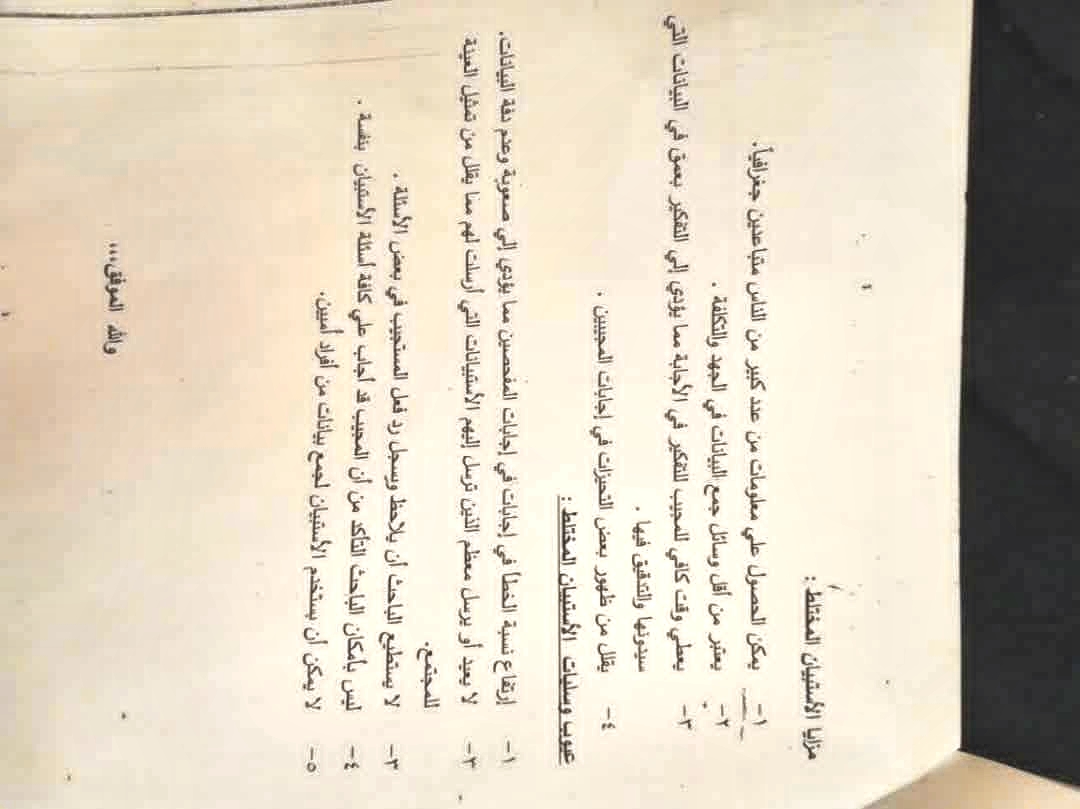 ٤
مزايا الأستبيان المختلط :
١- يمكن الحصول علي معلومات من عدد كبير من الناس متباعدين جغرافياً.
٢- يعتبر من أقل وسائل جمع البيانات في الجهد والتكلفة .
٣- يعطي وقت كافي للمجيب للتفكير في الأجابة مما يؤدي إلي التفكير بعمق في البيانات التي
سيدونها والتدقيق فيها .
٤- يقلل من ظهور بعض التحيزات في إجابات المجيبين .
عيوب وسلبات الأستبيان المختلط :
١- إرتفاع نسبة الخطأ في إجابات في إجابات المفحصين مما يؤدي إلي صعوبة وعدم دفة البيانات.
٣- لا يعيد أو يرسل معظم الذين ترسل إليهم الأستبيانات التي أرسلت لهم مما يقلل من تمثيل العينة
للمجتمع.
٣- لا يستطيع الباحث أن يلاحظ ويسجل رد فعل المستجيب في بعض الأسئلة .
٤- ليس بأمكان الباحث التأكد من أن المجيب قد أجاب علي كافة أسئلة الأستبيان بنفسة .
٥- لا يمكن أن بستخدم الأستبيان لجمع بيانات من أفراد أميين.
والله الموفق،،،